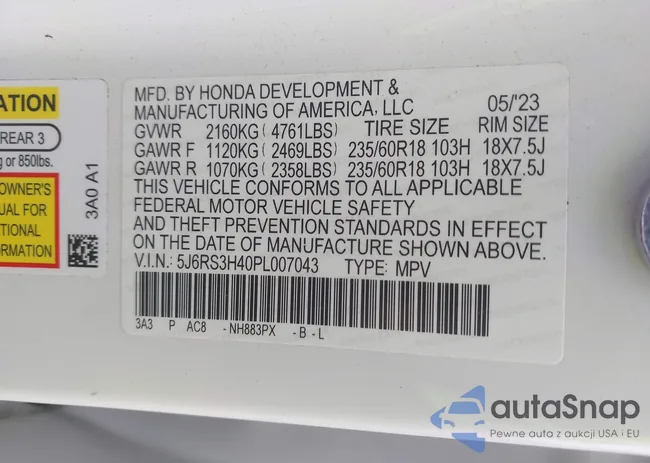 ATION
REAR 3
g or 850lbs.
OWNER'S
UAL FOR
ATIONAL
ORMATION
3A0 A1
MFD. BY HONDA DEVELOPMENT &
MANUFACTURING OF AMERICA, LLC 05/'23
GVWR 2160KG ( 4761LBS) TIRE SIZE RIM SIZE
GAWR F 1120KG ( 2469LBS) 235/60R18 103H 18X7.5J
GAWR R 1070KG ( 2358LBS) 235/60R18 103H 18X7.5J
THIS VEHICLE CONFORMS TO ALL APPLICABLE
FEDERAL MOTOR VEHICLE SAFETY
AND THEFT PREVENTION STANDARDS IN EFFECT
ON THE DATE OF MANUFACTURE SHOWN ABOVE.
V.I.N.: 5J6RS3H40PL007043 TYPE: MPV
3A3 P AC8 - NH883PX - B - L
autaSnap
Pewne auta z aukcji USA i EU